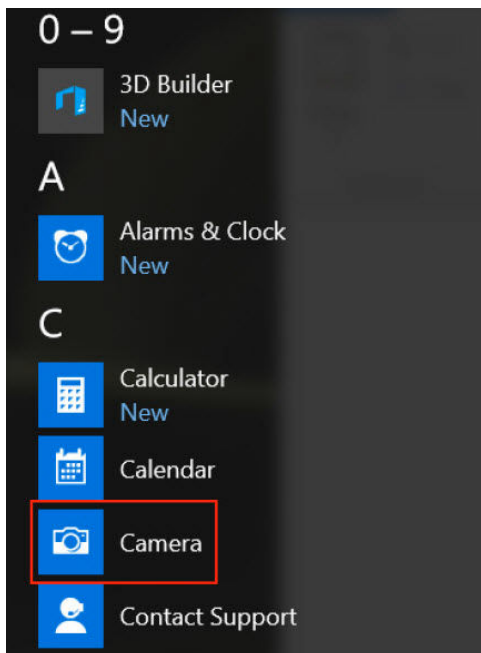 0 – 9
3D Builder
New
A
Alarms & Clock
New
C
Calculator
New
Calendar
Camera
Contact Support